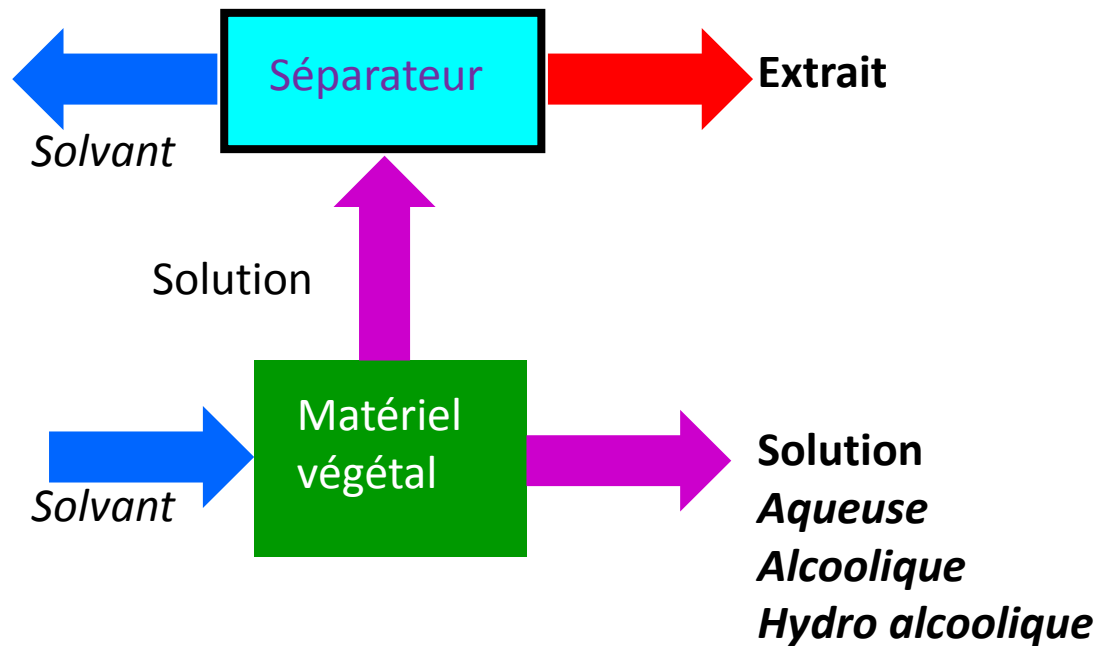 Séparateur
Extrait
Solvant
Solution
Matériel
végétal
Solvant
Solution
Aqueuse
Alcoolique
Hydro alcoolique